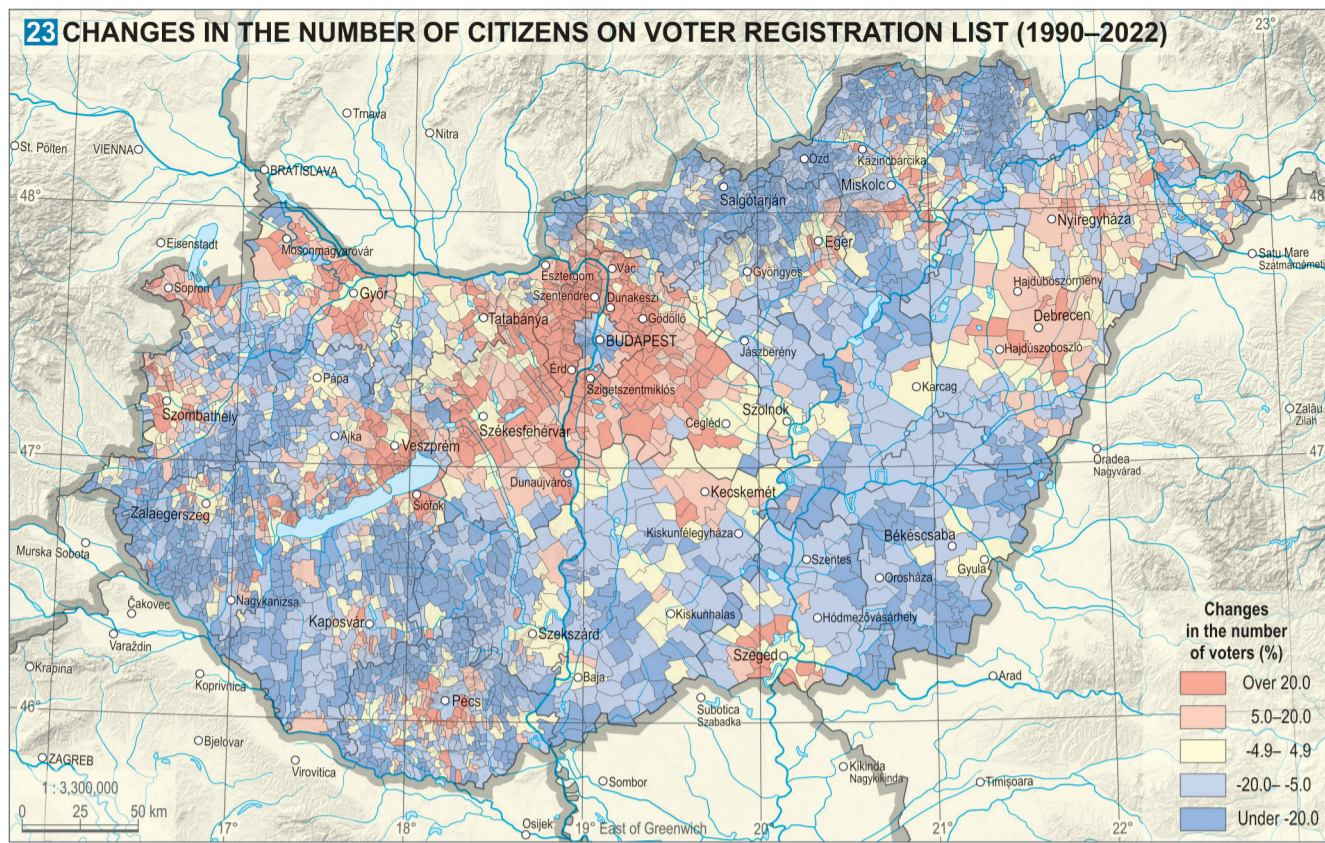 23 CHANGES IN THE NUMBER OF CITIZENS ON VOTER REGISTRATION LIST (1990–2022)
23°
Trnava
Nitra
St. Pölten
VIENNA
BRATISLAVA
Ózd
Kazincbarcika
Miskolc
Salgótarján
48°
48
Nyíregyháza
Eisenstadt
Mosonmagyaróvár
Eger
Satu Mare
Szatmárnémeti
Sopron
Győr
Esztergom
Vác
Gyöngyös
Szentendre
Dunakeszi
Hajdúböszörmény
Tatabánya
Gödöllő
Debrecen
BUDAPEST
Jászberény
Hajdúszoboszló
Érd
Pápa
Szigetszentmiklós
Karcag
Szombathely
Szolnok
Zalău
Zilah
Székesfehérvár
Cegléd
Ajka
Veszprém
47°
47
Oradea
Nagyvárad
Dunaújváros
Kecskemét
Siófok
Zalaegerszeg
Kiskunfélegyháza
Békéscsaba
Murska Sobota
Szentes
Gyula
Orosháza
Nagykanizsa
Čakovec
Kaposvár
Kiskunhalas
Hódmezővásárhely
Varaždin
Szekszárd
Szeged
Krapina
Koprivnica
Baja
Arad
Pécs
Subotica
Szabadka
46°
Bjelovar
ZAGREB
Virovitica
Sombor
Kikinda
Nagykikinda
Timișoara
1 : 3,300,000
0 25 50 km
Osijek
17°
18°
19° East of Greenwich
20°
21°
22°
Changes
in the number
of voters (%)
Over 20.0
5.0–20.0
-4.9– 4.9
-20.0– -5.0
Under -20.0